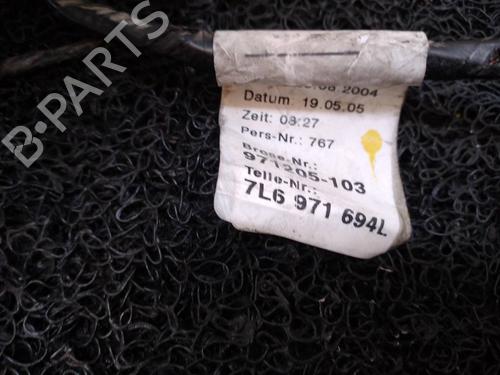 B-PARTS
.08.2004
Datum: 19.05.05
Zeit: 08:27
Pers-Nr.: 767
Brose-Nr.:
971205-103
Teile-Nr.:
7L6 971 694L